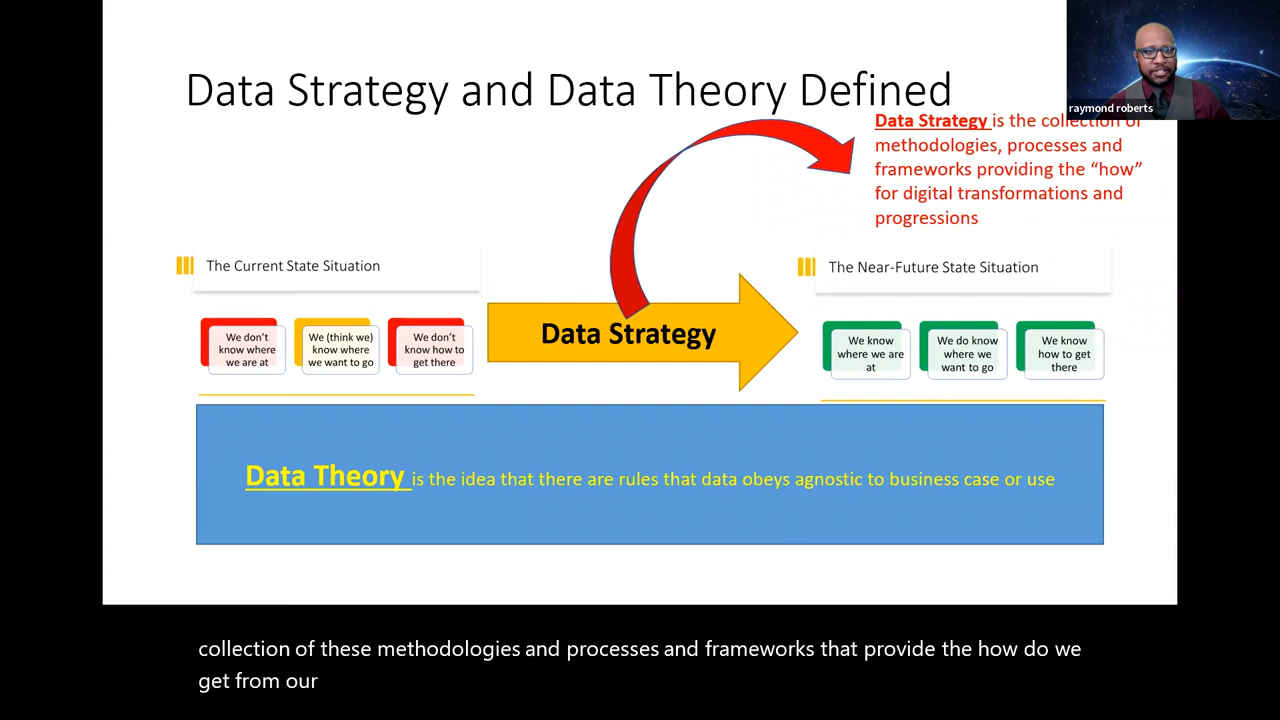 Data Strategy and Data Theory Defined
raymond roberts
Data Strategy is the collection of
methodologies, processes and
frameworks providing the “how”
for digital transformations and
progressions
The Current State Situation
We don’t
know where
we are at
We (think we)
know where
we want to go
We don’t
know how to
get there
Data Strategy
The Near-Future State Situation
We know
where we are
at
We do know
where we
want to go
We know
how to get
there
Data Theory is the idea that there are rules that data obeys agnostic to business case or use
collection of these methodologies and processes and frameworks that provide the how do we
get from our